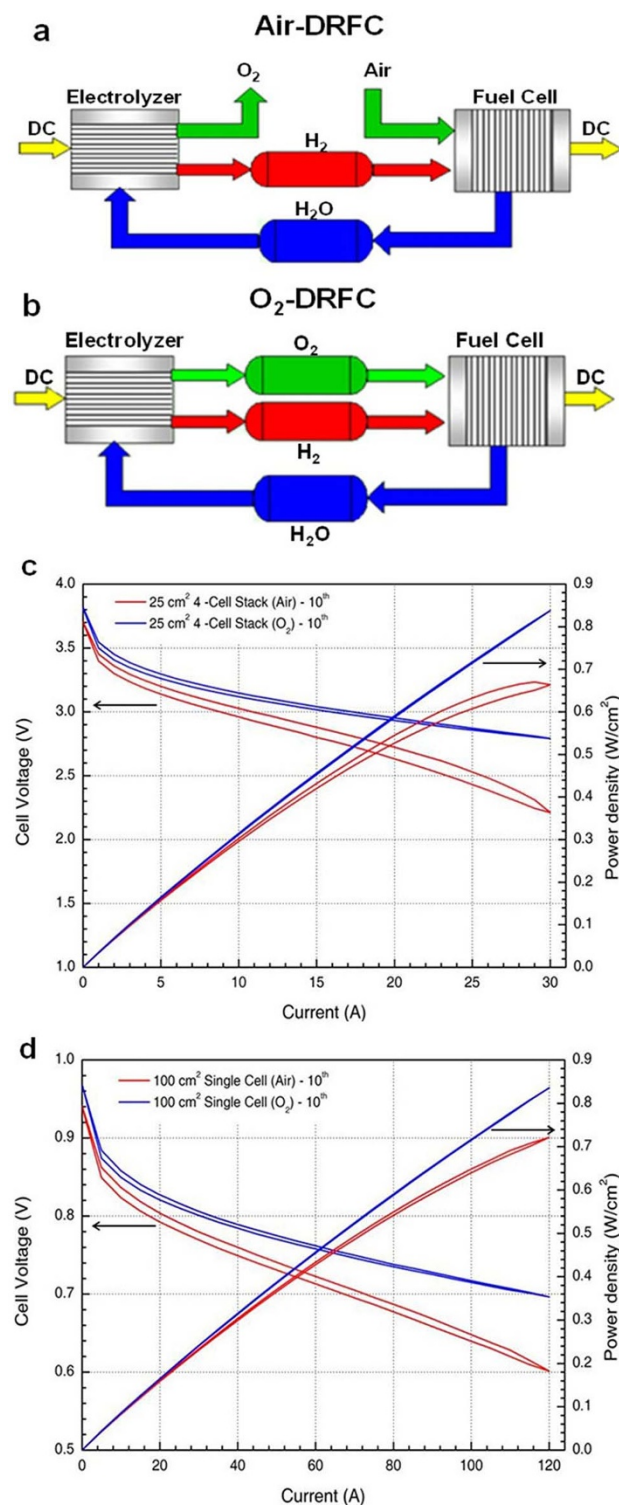 a
Air-DRFC
O₂
Air
Electrolyzer
Fuel Cell
DC
H₂
DC
H₂O
b
O₂-DRFC
Electrolyzer
O₂
Fuel Cell
DC
DC
H₂
H₂O
c
25 cm² 4 -Cell Stack (Air) - 10ᵗʰ
25 cm² 4-Cell Stack (O₂) - 10ᵗʰ
4.0
3.5
3.0
2.5
2.0
1.5
1.0
Cell Voltage (V)
0.9
0.8
0.7
0.6
0.5
0.4
0.3
0.2
0.1
0.0
Power density (W/cm²)
0 5 10 15 20 25 30
Current (A)
d
100 cm² Single Cell (Air) - 10ᵗʰ
100 cm² Single Cell (O₂) - 10ᵗʰ
1.0
0.9
0.8
0.7
0.6
0.5
Cell Voltage (V)
0.9
0.8
0.7
0.6
0.5
0.4
0.3
0.2
0.1
0.0
Power density (W/cm²)
0 20 40 60 80 100 120
Current (A)